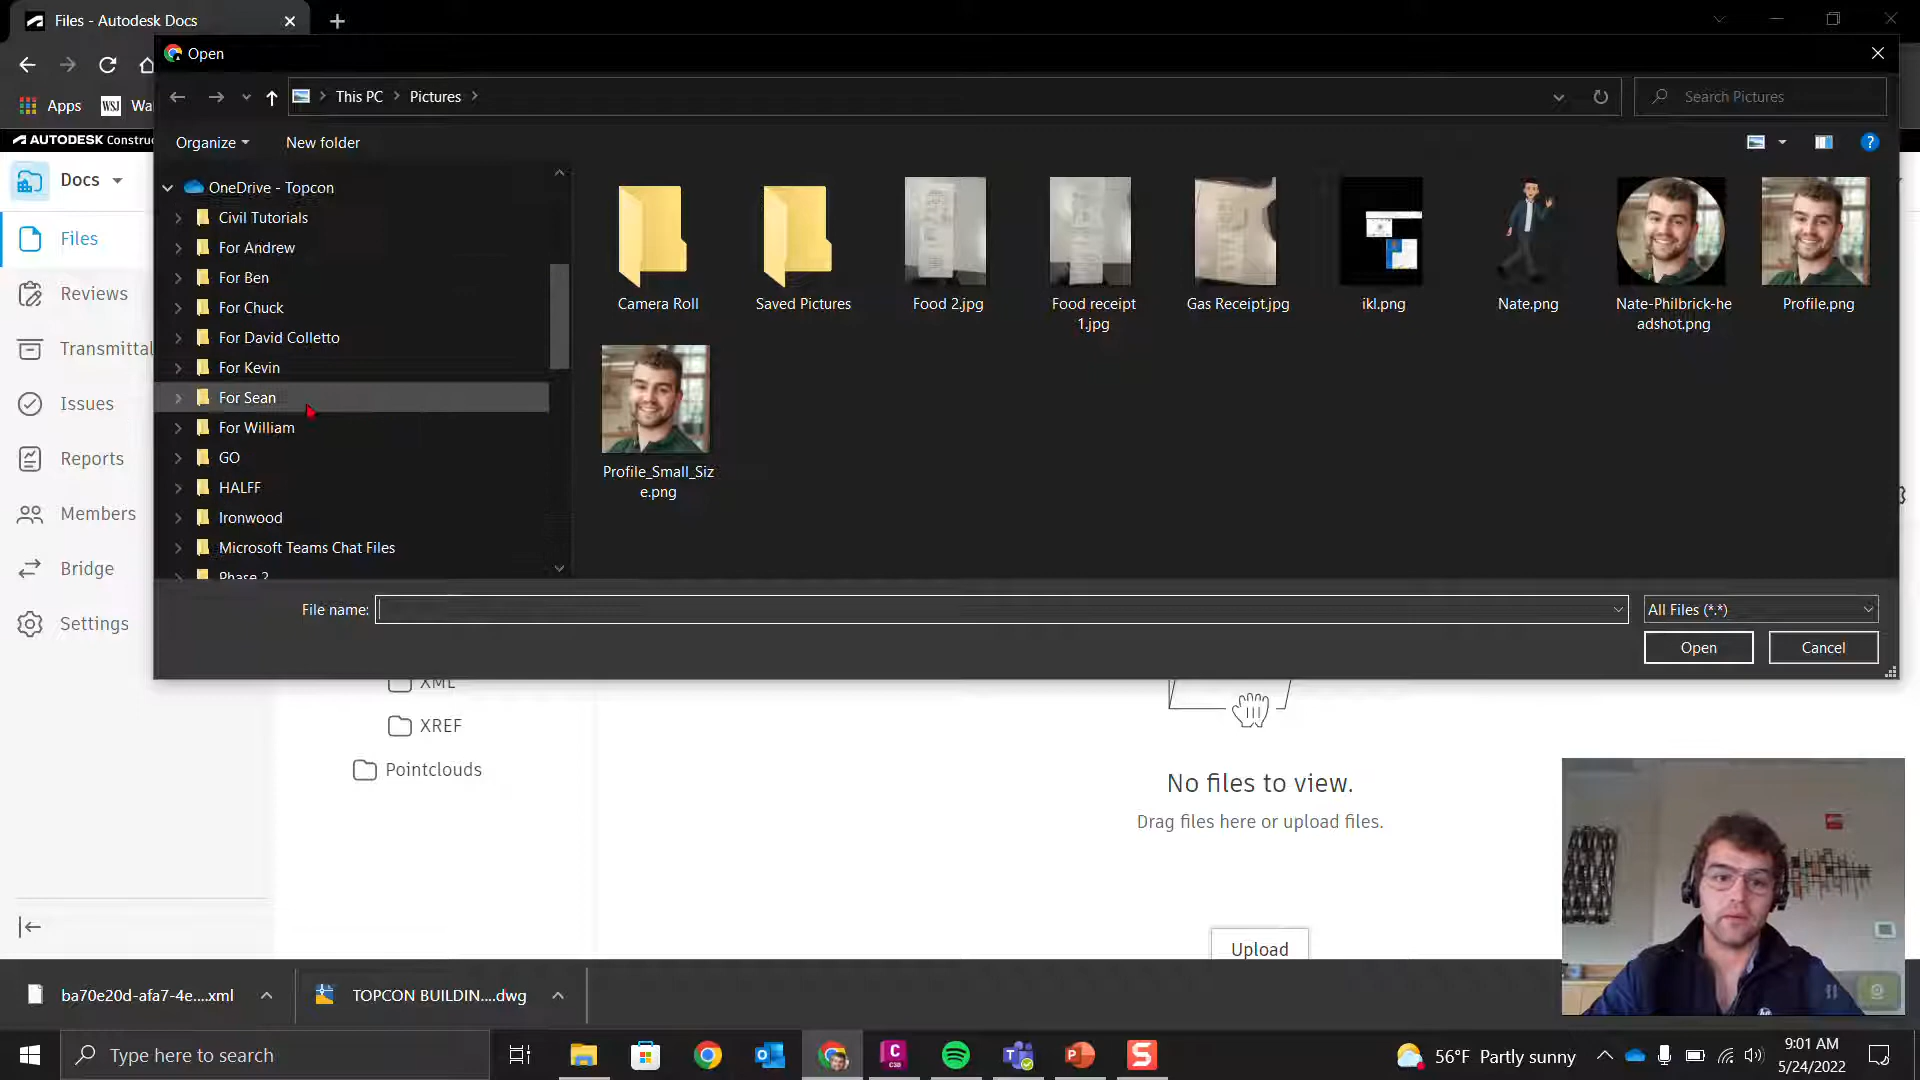 Files - Autodesk Docs
Open
This PC
Pictures
Search Pictures
Apps
WSJ
Wa
Organize
New folder
AUTODESK Constru
OneDrive - Topcon
Civil Tutorials
For Andrew
For Ben
For Chuck
For David Colletto
For Kevin
For Sean
For William
GO
HALFF
Ironwood
Microsoft Teams Chat Files
Phase 2
Camera Roll
Saved Pictures
Food 2.jpg
Food receipt
1.jpg
Gas Receipt.jpg
ikl.png
Nate.png
Nate-Philbrick-he
adshot.png
Profile.png
Profile_Small_Siz
e.png
Docs
Files
Reviews
Transmittal
Issues
Reports
Members
Bridge
Settings
File name:
All Files (*.*)
Open
Cancel
XML
XREF
Pointclouds
No files to view.
Drag files here or upload files.
Upload
ba70e20d-afa7-4e....xml
TOPCON BUILDIN....dwg
Type here to search
56°F Partly sunny
9:01 AM
5/24/2022